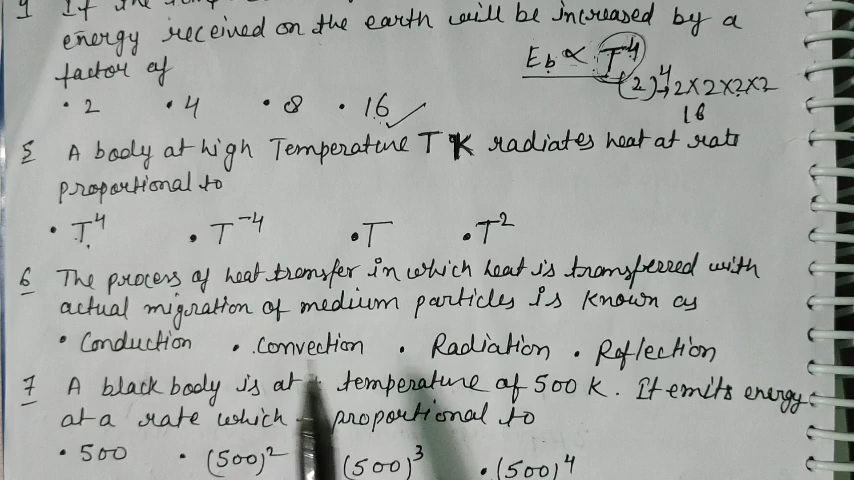 energy received on the earth will be increased by a
factor of
Eb ∝ T⁴
(2)⁴→2×2×2×2
16
• 2 • 4 • 8 • 16 ✓
5 A body at high Temperature T K radiates heat at rate
proportional to
• T⁴ • T⁻⁴ • T • T²
6 The process of heat transfer in which heat is transferred with
actual migration of medium particles is known as
• Conduction • Convection • Radiation • Reflection
7 A black body is at temperature of 500 K. It emits energy
at a rate which proportional to
• 500 • (500)² (500)³ • (500)⁴